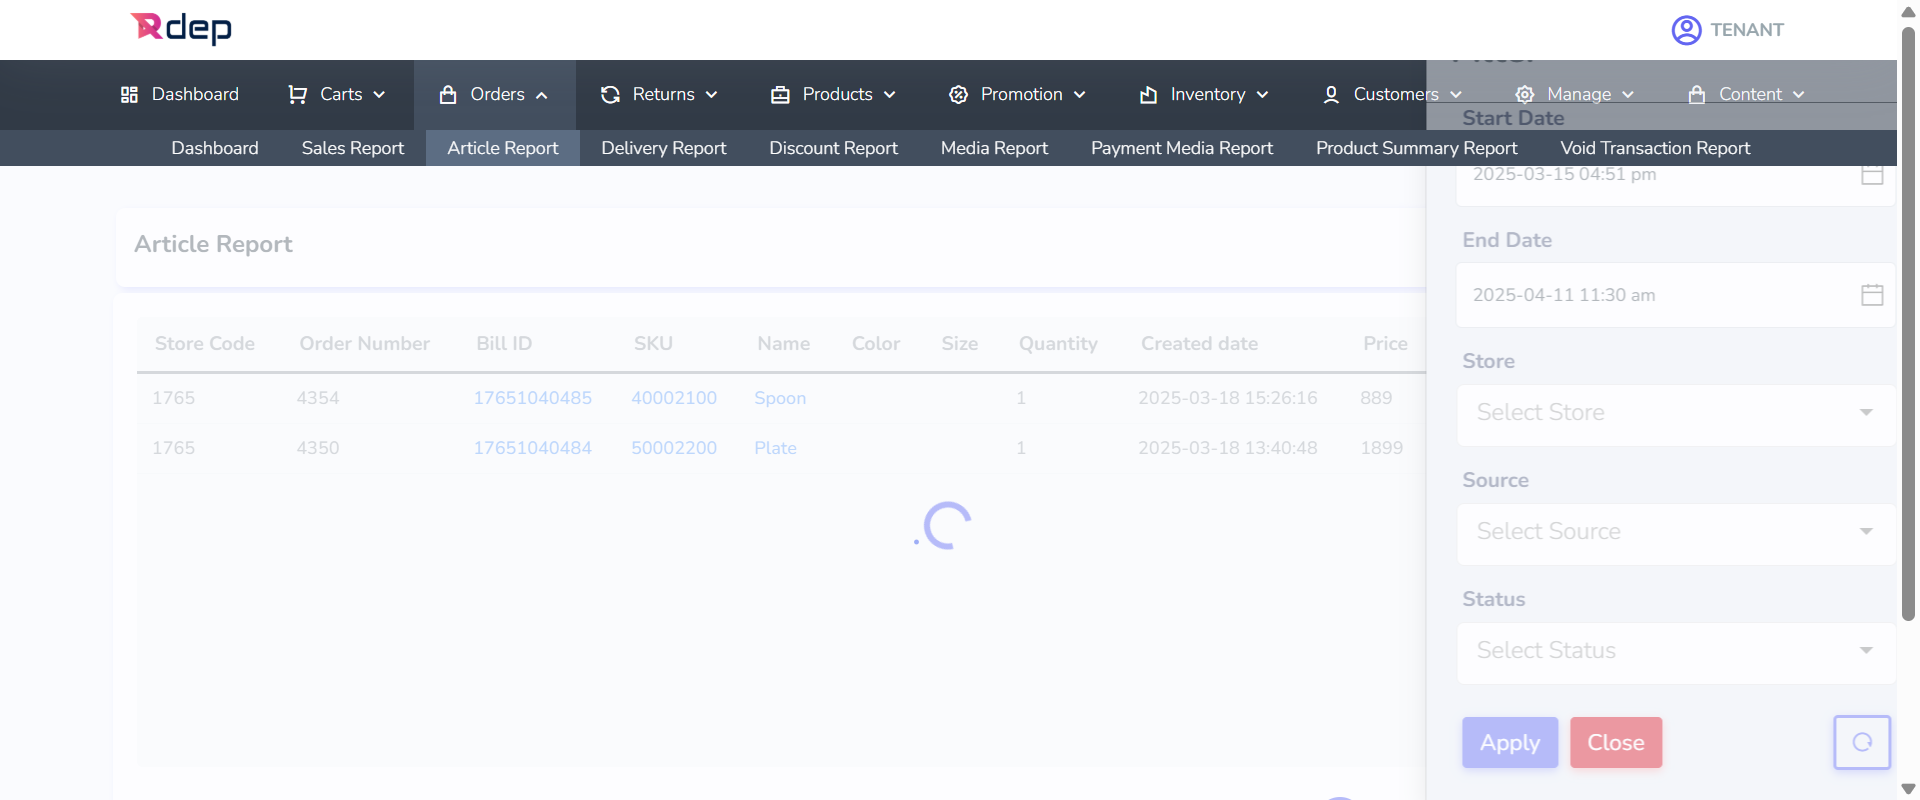 Rdep
TENANT
Dashboard Carts Orders Returns Products Promotion Inventory Customers Manage Content
Dashboard Sales Report Article Report Delivery Report Discount Report Media Report Payment Media Report Product Summary Report Void Transaction Report
Article Report
Store Code Order Number Bill ID SKU Name Color Size Quantity Created date Price
1765 4354 17651040485 40002100 Spoon 1 2025-03-18 15:26:16 889
1765 4350 17651040484 50002200 Plate 1 2025-03-18 13:40:48 1899
Start Date
2025-03-15 04:51 pm
End Date
2025-04-11 11:30 am
Store
Select Store
Source
Select Source
Status
Select Status
Apply Close